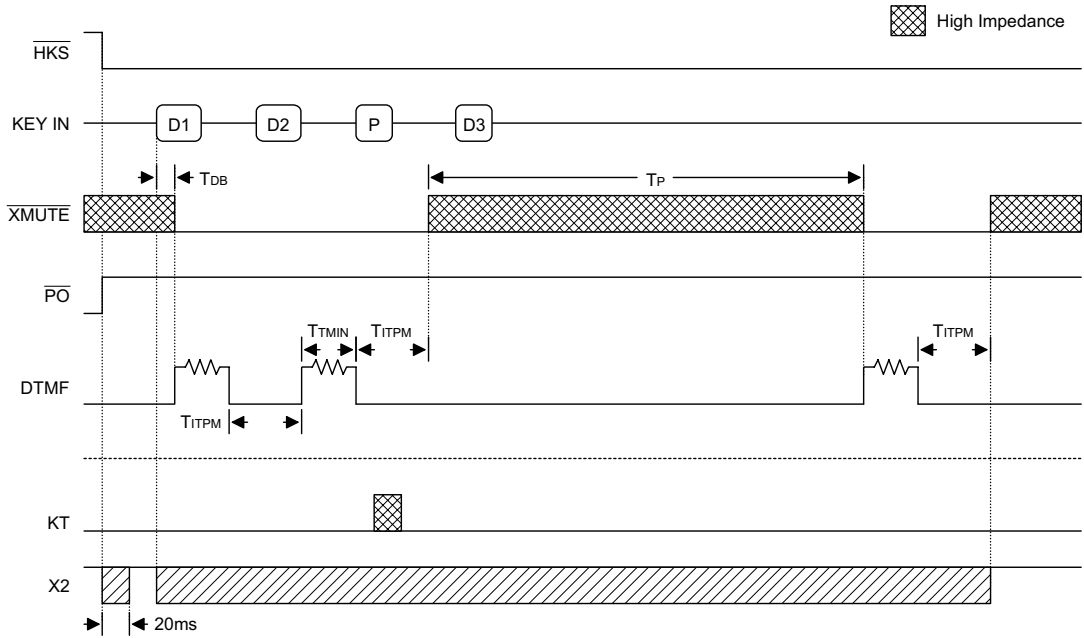 High Impedance
HKS
KEY IN
D1
D2
P
D3
TDB
TP
XMUTE
PO
TTMIN
TITPM
TITPM
DTMF
TITPM
KT
X2
20ms